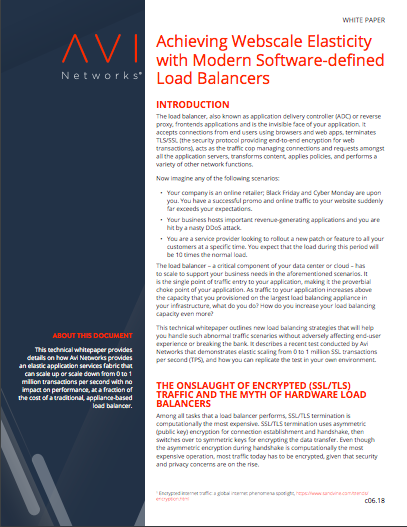 WHITE PAPER
AVI
Networks
Achieving Webscale Elasticity
with Modern Software-defined
Load Balancers
INTRODUCTION
The load balancer, also known as application delivery controller (ADC) or reverse
proxy, frontends applications and is the invisible face of your application. It
accepts connections from end users using browsers and web apps, terminates
TLS/SSL (the security protocol providing end-to-end encryption for web
transactions), acts as the traffic cop managing connections and requests amongst
all the application servers, transforms content, applies policies, and performs a
variety of other network functions.
Now imagine any of the following scenarios:
• Your company is an online retailer; Black Friday and Cyber Monday are upon
you. You have a successful promo and online traffic to your website suddenly
far exceeds your expectations.
• Your business hosts important revenue-generating applications and you are
hit by a nasty DDoS attack.
• You are a service provider looking to rollout a new patch or feature to all your
customers at a specific time. You expect that the load during this period will
be 10 times the normal load.
The load balancer – a critical component of your data center or cloud – has
to scale to support your business needs in the aforementioned scenarios. It
is the single point of traffic entry to your application, making it the proverbial
choke point of your application. As traffic to your application increases above
the capacity that you provisioned on the largest load balancing appliance in
your infrastructure, what do you do? How do you increase your load balancing
capacity even more?
This technical whitepaper outlines new load balancing strategies that will help
you handle such abnormal traffic scenarios without adversely affecting end-user
experience or breaking the bank. It describes a recent test conducted by Avi
Networks that demonstrates elastic scaling from 0 to 1 million SSL transactions
per second (TPS), and how you can replicate the test in your own environment.
ABOUT THIS DOCUMENT
This technical whitepaper provides
details on how Avi Networks provides
an elastic application services fabric that
can scale up or scale down from 0 to 1
million transactions per second with no
impact on performance, at a fraction of
the cost of a traditional, appliance-based
load balancer.
THE ONSLAUGHT OF ENCRYPTED (SSL/TLS)
TRAFFIC AND THE MYTH OF HARDWARE LOAD
BALANCERS
Among all tasks that a load balancer performs, SSL/TLS termination is
computationally the most expensive. SSL/TLS termination uses asymmetric
(public key) encryption for connection establishment and handshake, then
switches over to symmetric keys for encrypting the data transfer. Even though
the asymmetric encryption during handshake is computationally the most
expensive operation, most traffic today has to be encrypted, given that security
and privacy concerns are on the rise.
Encrypted internet traffic: a global internet phenomena spotlight, https://www.sandvine.com/trends/
encryption.html
c06.18